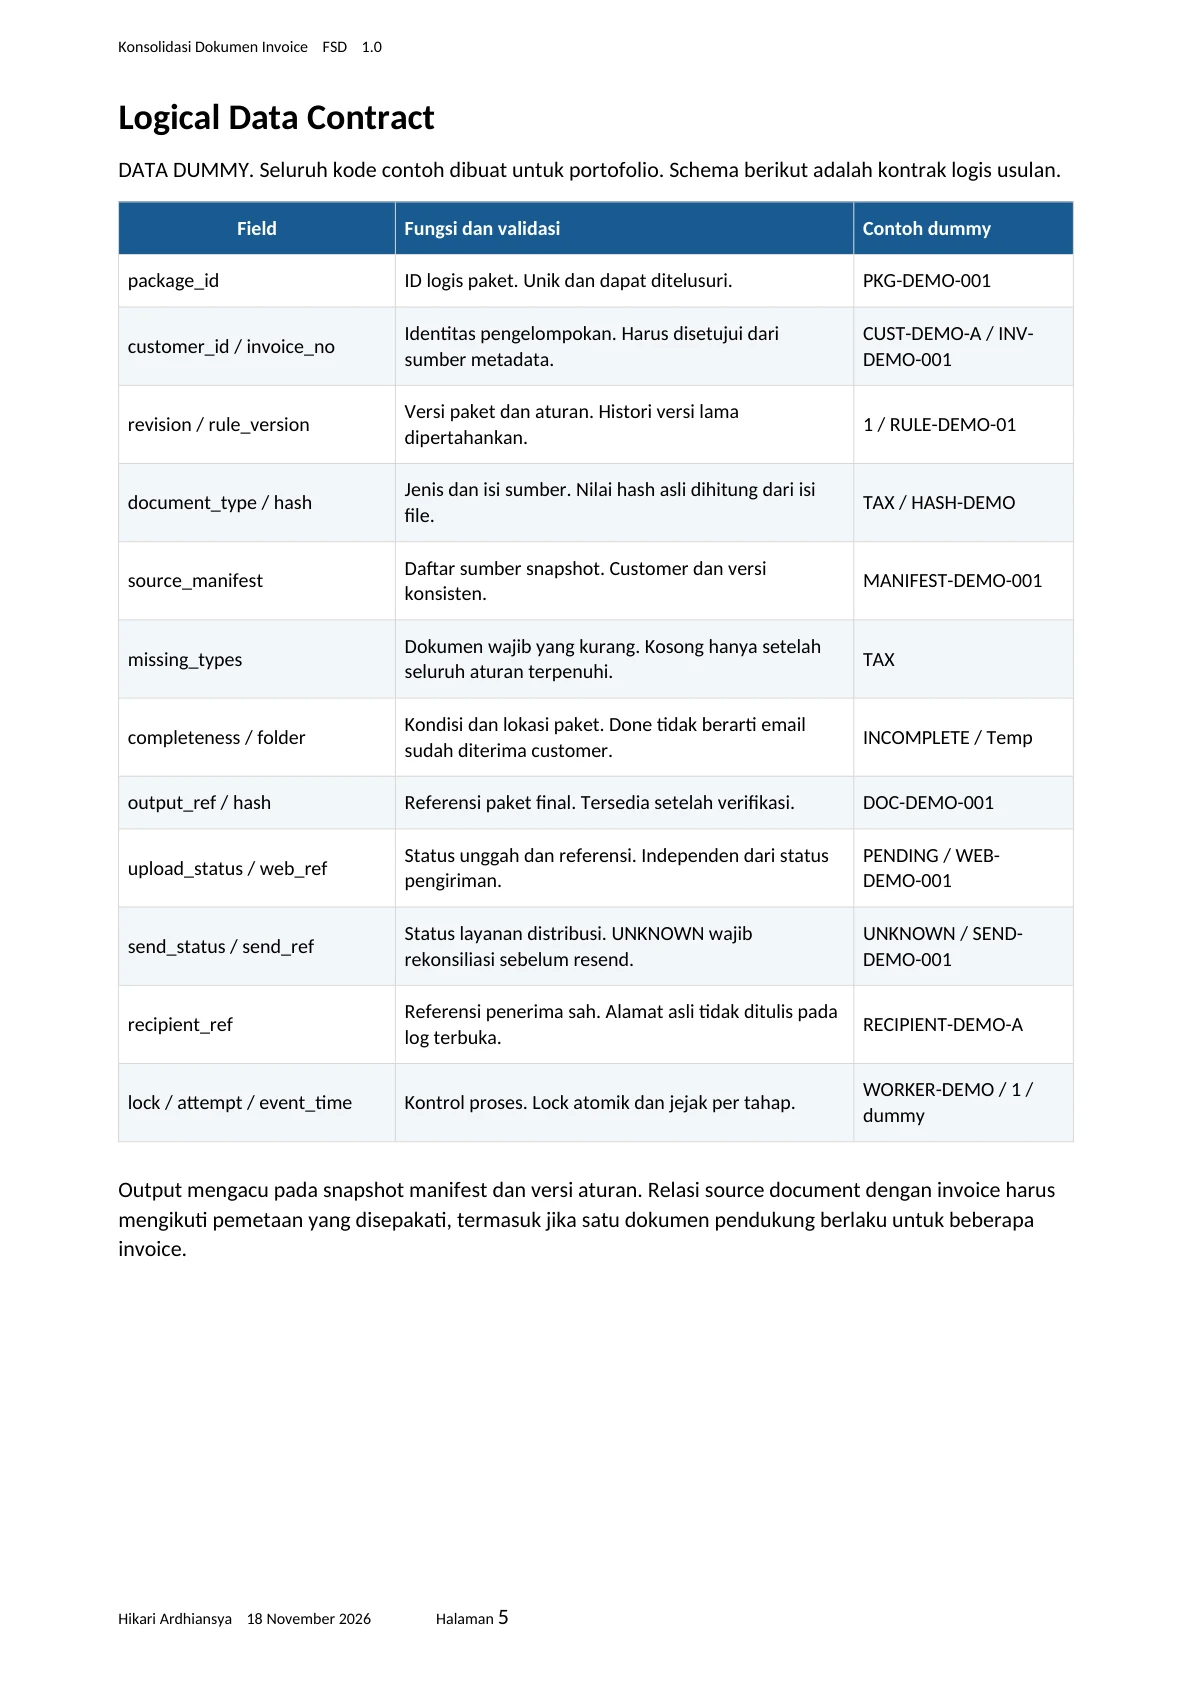 Konsolidasi Dokumen Invoice FSD 1.0
Logical Data Contract
DATA DUMMY. Seluruh kode contoh dibuat untuk portofolio. Schema berikut adalah kontrak logis usulan.
Field
Fungsi dan validasi
Contoh dummy
package_id
ID logis paket. Unik dan dapat ditelusuri.
PKG-DEMO-001
customer_id / invoice_no
Identitas pengelompokan. Harus disetujui dari
sumber metadata.
CUST-DEMO-A / INV-
DEMO-001
revision / rule_version
Versi paket dan aturan. Histori versi lama
dipertahankan.
1 / RULE-DEMO-01
document_type / hash
Jenis dan isi sumber. Nilai hash asli dihitung dari isi
file.
TAX / HASH-DEMO
source_manifest
Daftar sumber snapshot. Customer dan versi
konsisten.
MANIFEST-DEMO-001
missing_types
Dokumen wajib yang kurang. Kosong hanya setelah
seluruh aturan terpenuhi.
TAX
completeness / folder
Kondisi dan lokasi paket. Done tidak berarti email
sudah diterima customer.
INCOMPLETE / Temp
output_ref / hash
Referensi paket final. Tersedia setelah verifikasi.
DOC-DEMO-001
upload_status / web_ref
Status unggah dan referensi. Independen dari status
pengiriman.
PENDING / WEB-
DEMO-001
send_status / send_ref
Status layanan distribusi. UNKNOWN wajib
rekonsiliasi sebelum resend.
UNKNOWN / SEND-
DEMO-001
recipient_ref
Referensi penerima sah. Alamat asli tidak ditulis pada
log terbuka.
RECIPIENT-DEMO-A
lock / attempt / event_time
Kontrol proses. Lock atomik dan jejak per tahap.
WORKER-DEMO / 1 /
dummy
Output mengacu pada snapshot manifest dan versi aturan. Relasi source document dengan invoice harus
mengikuti pemetaan yang disepakati, termasuk jika satu dokumen pendukung berlaku untuk beberapa
invoice.
Hikari Ardhiansya 18 November 2026 Halaman 5